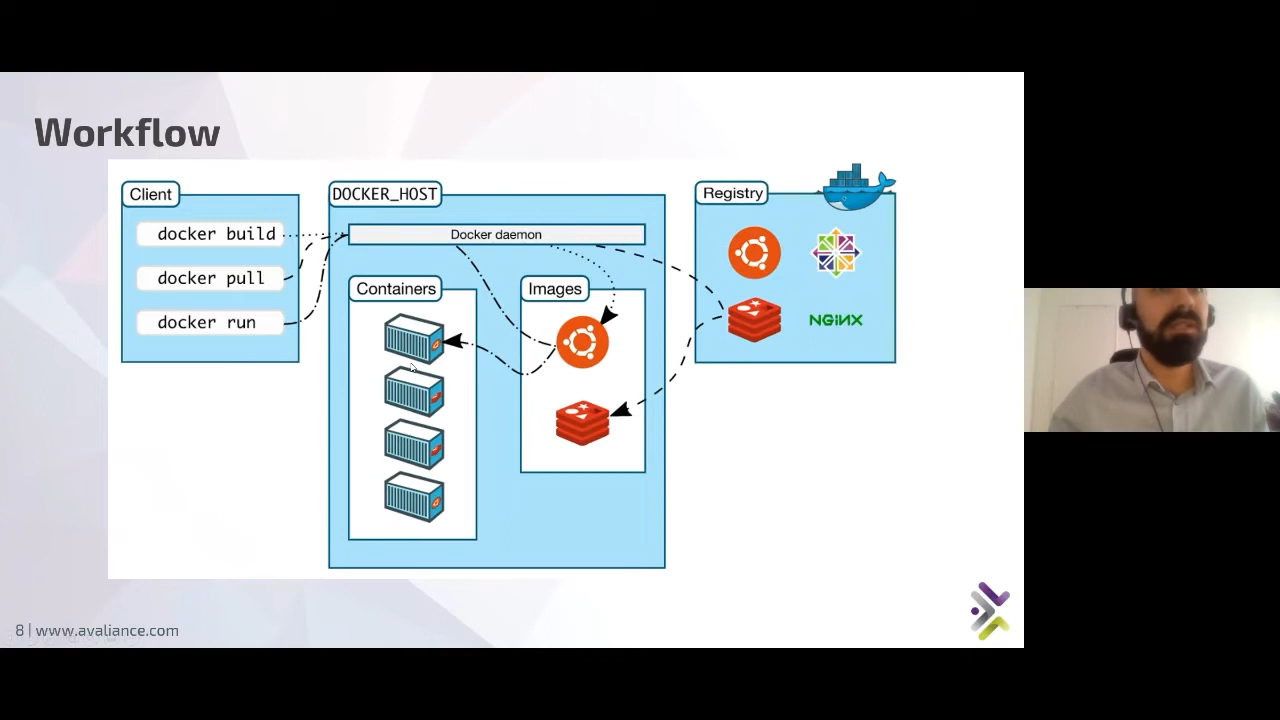 Workflow
Client
docker build
docker pull
docker run
DOCKER_HOST
Docker daemon
Containers
Images
Registry
NGINX
8 | www.avaliance.com